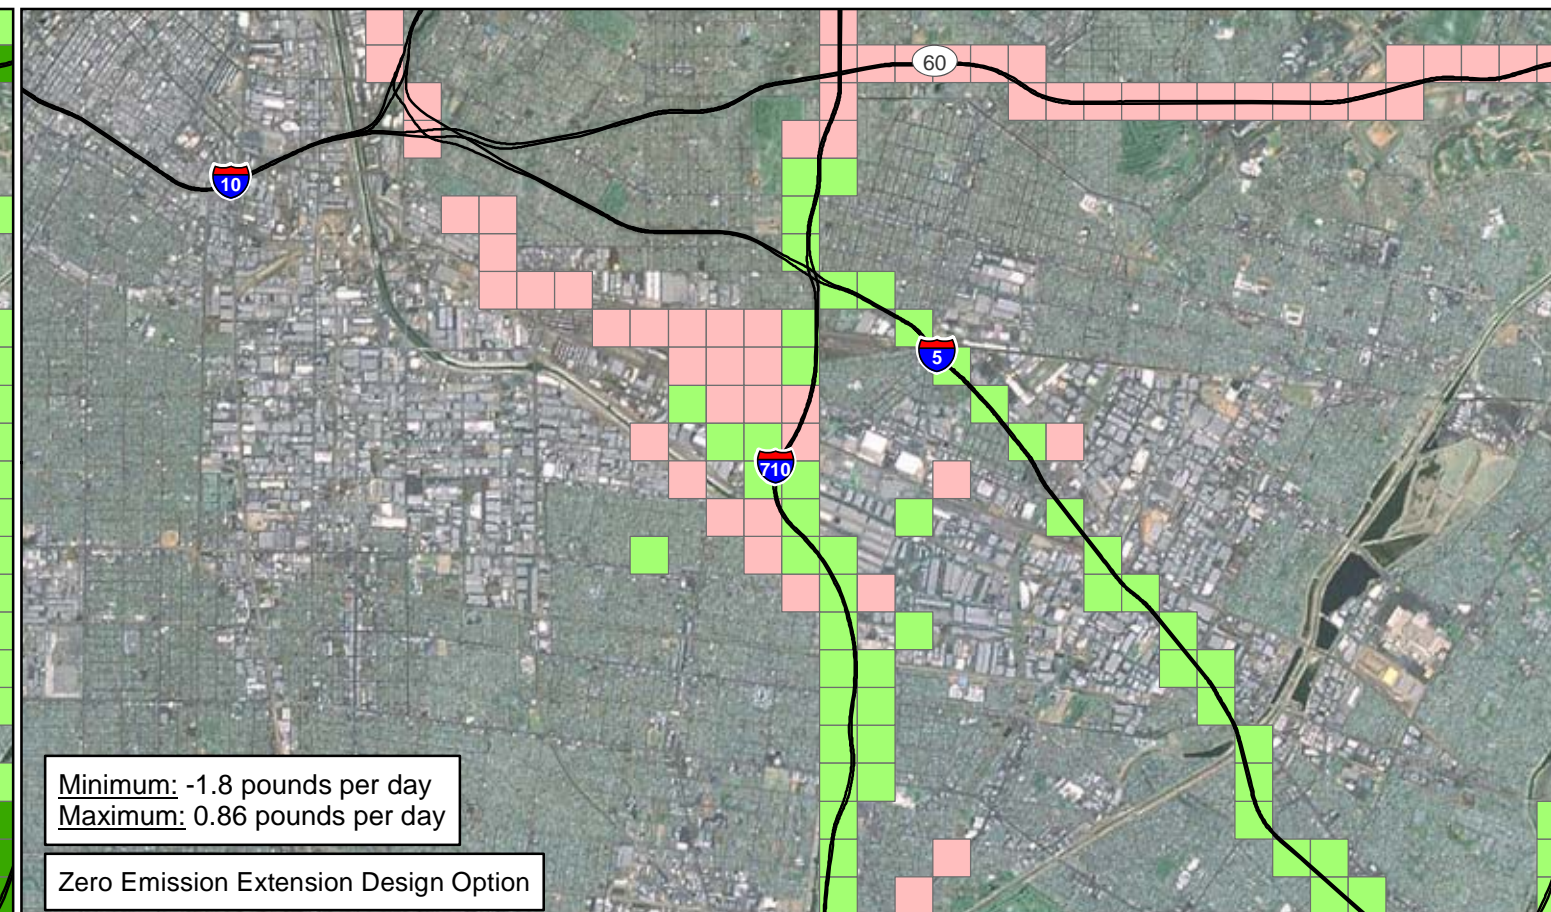 60
10
5
710
Minimum: -1.8 pounds per day
Maximum: 0.86 pounds per day
Zero Emission Extension Design Option